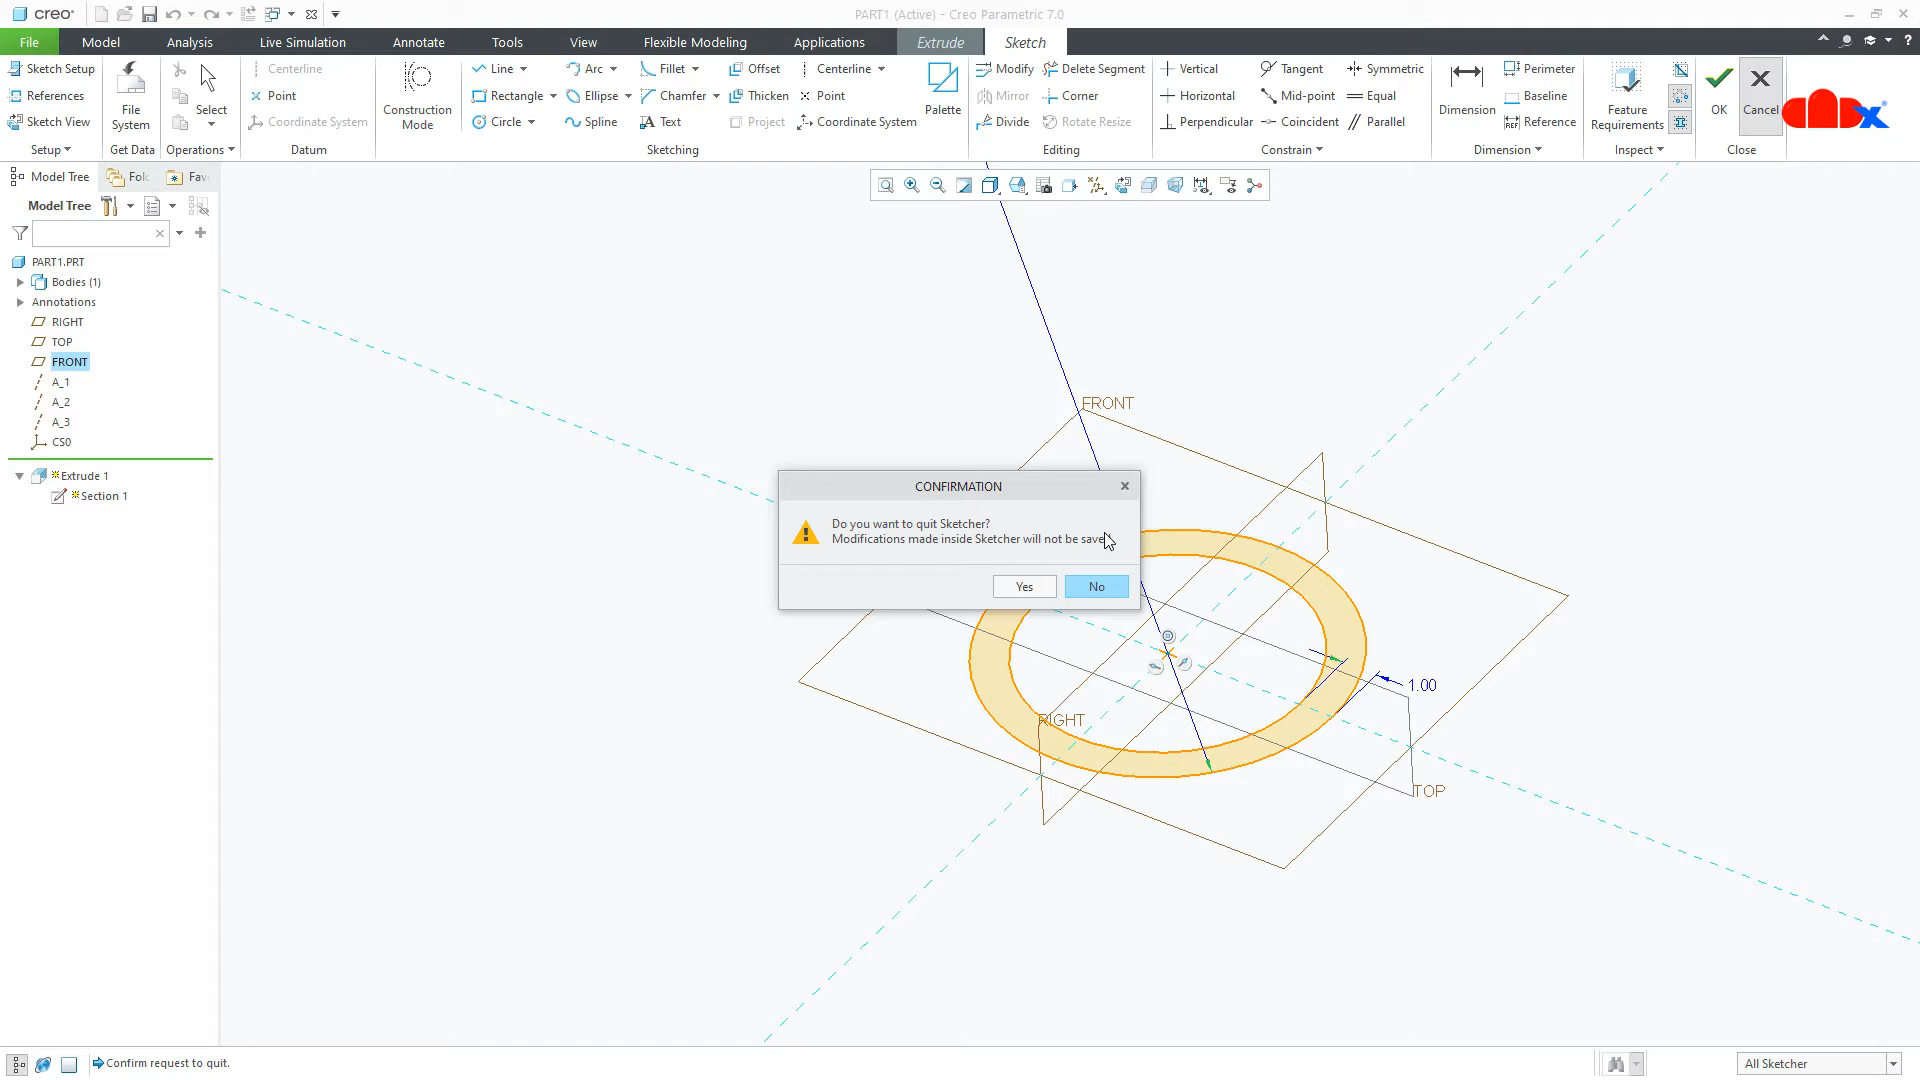 creo
PART1 (Active) - Creo Parametric 7.0
File Model Analysis Live Simulation Annotate Tools View Flexible Modeling Applications Extrude Sketch
Sketch Setup
References
Sketch View
Setup
File System
Get Data
Select
Operations
Centerline
Point
Coordinate System
Datum
Construction Mode
Line Arc Fillet Offset Centerline
Rectangle Ellipse Chamfer Thicken Point
Circle Spline Text Project Coordinate System
Palette
Sketching
Modify Delete Segment
Mirror Corner
Divide Rotate Resize
Editing
Vertical Tangent Symmetric
Horizontal Mid-point Equal
Perpendicular Coincident Parallel
Constrain
Dimension
Perimeter
Baseline
Reference
Dimension
Feature Requirements
Inspect
OK
Cancel
Close
Model Tree Fav
Model Tree
PART1.PRT
Bodies (1)
Annotations
RIGHT
TOP
FRONT
A_1
A_2
A_3
CS0
Extrude 1
Section 1
FRONT
RIGHT
TOP
1.00
CONFIRMATION
Do you want to quit Sketcher?
Modifications made inside Sketcher will not be save
Yes No
Confirm request to quit.
All Sketcher